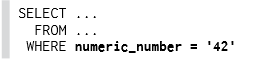 SELECT ...
FROM ...
WHERE numeric_number = '42'